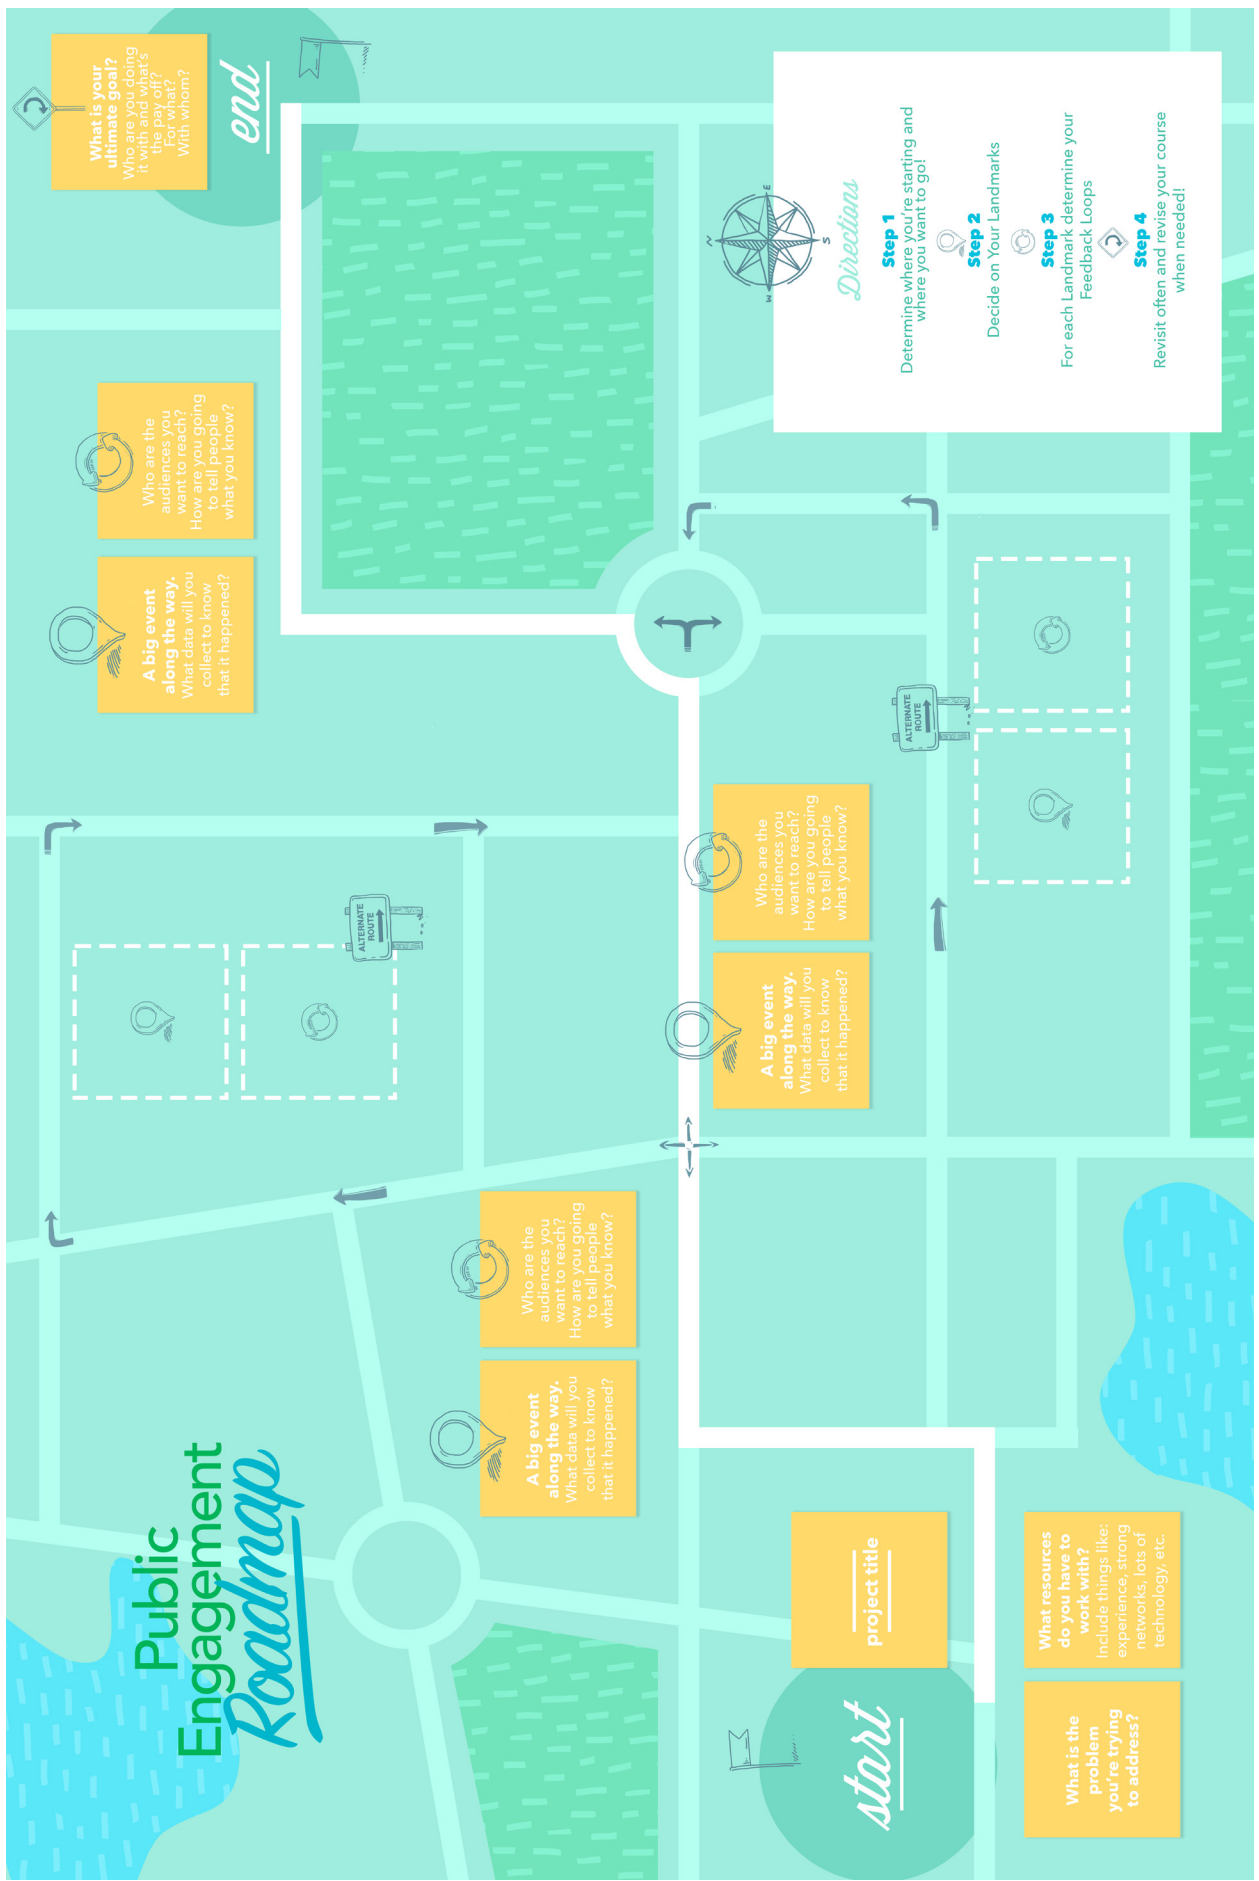 Public
Engagement
Roadmap
start
project title
What is the
problem
you're trying
to address?
What resources
do you have to
work with?
Include things like:
experience, strong
networks, lots of
technology, etc.
A big event
along the way.
What data will you
collect to know
that it happened?
Who are the
audiences you
want to reach?
How are you going
to tell people
what you know?
ALTERNATE
ROUTE
A big event
along the way.
What data will you
collect to know
that it happened?
Who are the
audiences you
want to reach?
How are you going
to tell people
what you know?
ALTERNATE
ROUTE
A big event
along the way.
What data will you
collect to know
that it happened?
Who are the
audiences you
want to reach?
How are you going
to tell people
what you know?
What is your
ultimate goal?
Who are you doing
it with and what's
the pay off?
For what?
With whom?
end
N
W
E
S
Directions
Step 1
Determine where you're starting and
where you want to go!
Step 2
Decide on Your Landmarks
Step 3
For each Landmark determine your
Feedback Loops
Step 4
Revisit often and revise your course
when needed!